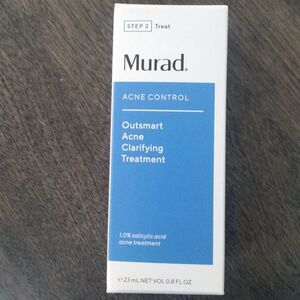 STEP 2 Treat
Murad.
ACNE CONTROL
Outsmart
Acne
Clarifying
Treatment
1.0% salicylic acid
acne treatment
℮ 23 mL NET VOL 0.8 FL OZ